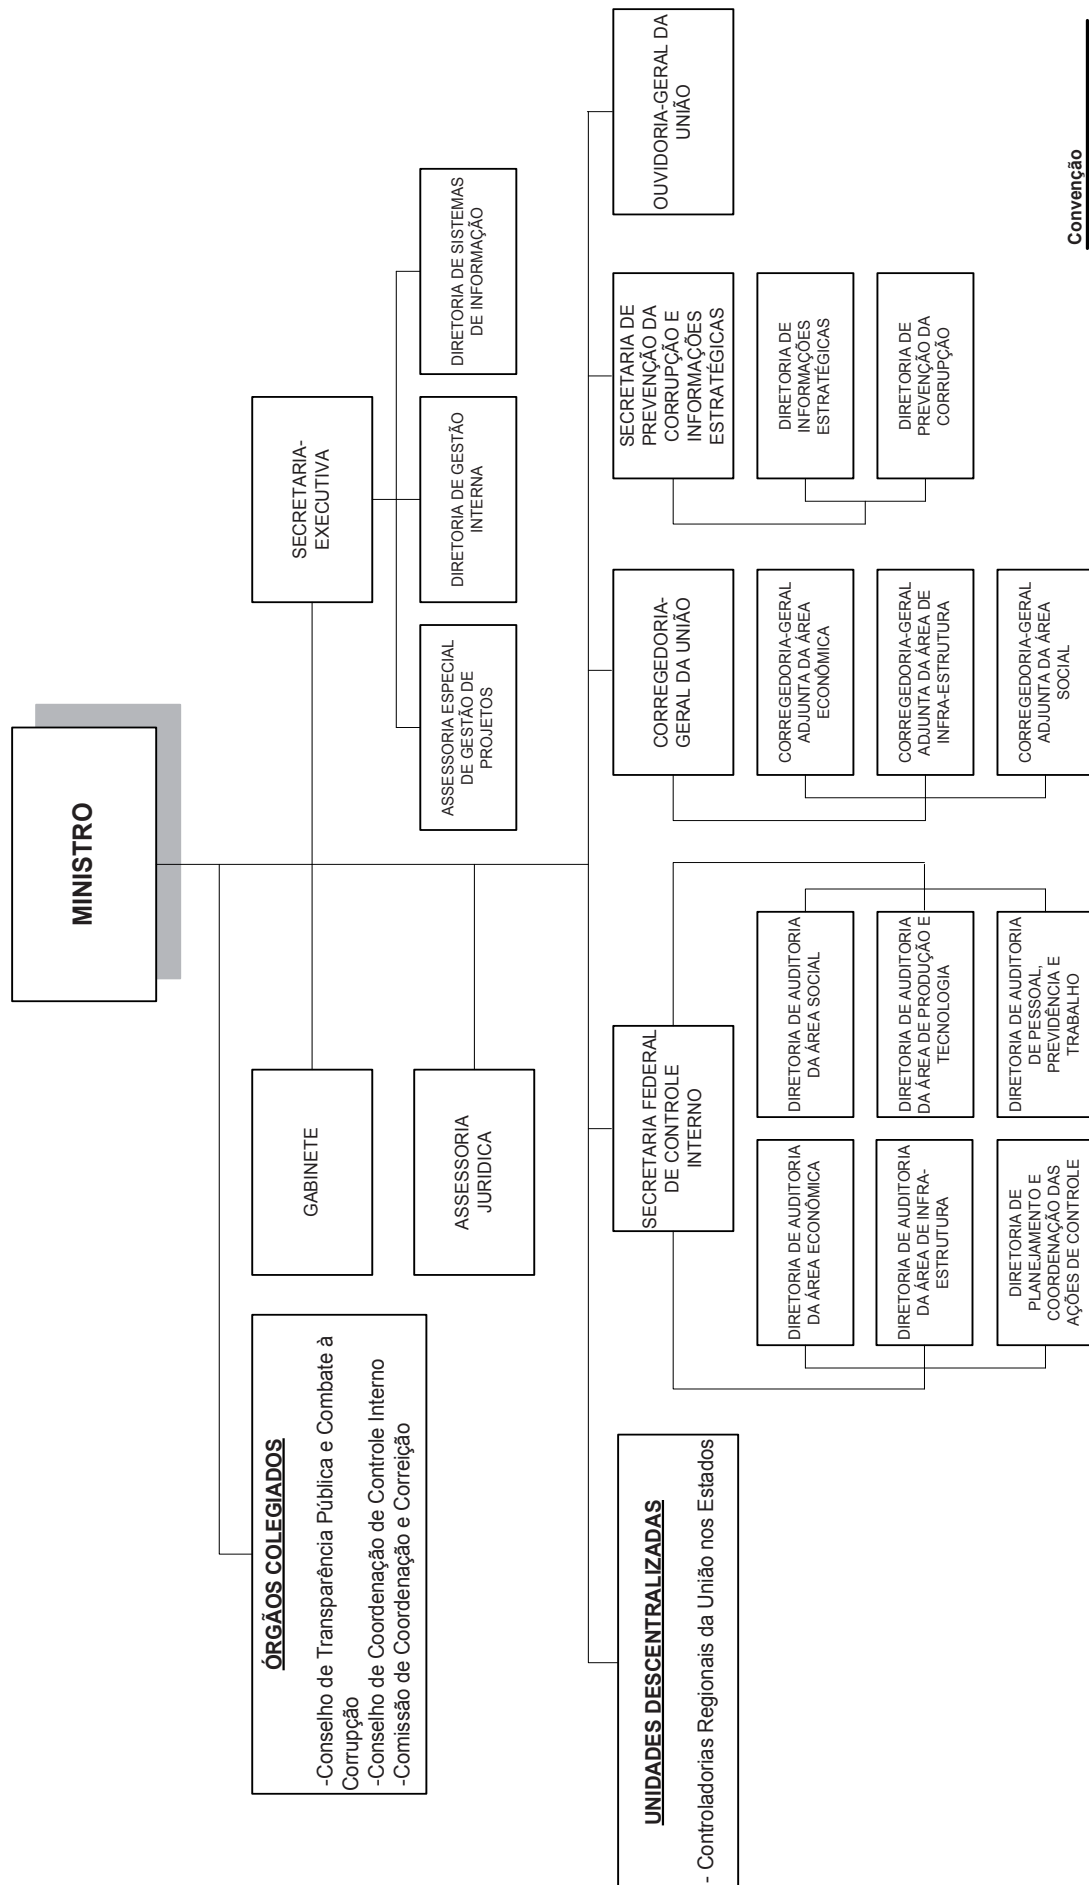 MINISTRO
ÓRGÃOS COLEGIADOS
-Conselho de Transparência Pública e Combate à
Corrupção
-Conselho de Coordenação de Controle Interno
-Comissão de Coordenação e Correição
GABINETE
SECRETARIA-
EXECUTIVA
ASSESSORIA
JURIDICA
ASSESSORIA ESPECIAL
DE GESTÃO DE
PROJETOS
DIRETORIA DE GESTÃO
INTERNA
DIRETORIA DE SISTEMAS
DE INFORMAÇÃO
UNIDADES DESCENTRALIZADAS
- Controladorias Regionais da União nos Estados
SECRETARIA FEDERAL
DE CONTROLE
INTERNO
CORREGEDORIA-
GERAL DA UNIÃO
SECRETARIA DE
PREVENÇÃO DA
CORRUPÇÃO E
INFORMAÇÕES
ESTRATÉGICAS
OUVIDORIA-GERAL DA
UNIÃO
DIRETORIA DE AUDITORIA
DA ÁREA ECONÔMICA
DIRETORIA DE AUDITORIA
DA ÁREA SOCIAL
CORREGEDORIA-GERAL
ADJUNTA DA ÁREA
ECONÔMICA
DIRETORIA DE
INFORMAÇÕES
ESTRATÉGICAS
DIRETORIA DE AUDITORIA
DA ÁREA DE INFRA-
ESTRUTURA
DIRETORIA DE AUDITORIA
DA ÁREA DE PRODUÇÃO E
TECNOLOGIA
CORREGEDORIA-GERAL
ADJUNTA DA ÁREA DE
INFRA-ESTRUTURA
DIRETORIA DE
PREVENÇÃO DA
CORRUPÇÃO
DIRETORIA DE
PLANEJAMENTO E
COORDENAÇÃO DAS
AÇÕES DE CONTROLE
DIRETORIA DE AUDITORIA
DE PESSOAL,
PREVIDÊNCIA E
TRABALHO
CORREGEDORIA-GERAL
ADJUNTA DA ÁREA
SOCIAL
Convenção